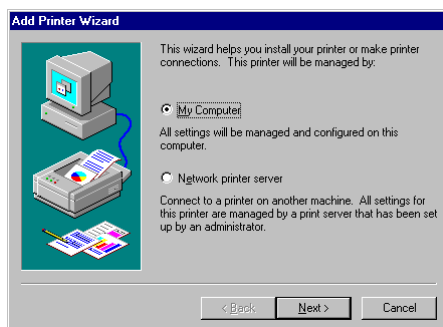 Add Printer Wizard
This wizard helps you install your printer or make printer
connections. This printer will be managed by:
My Computer
All settings will be managed and configured on this
computer.
Network printer server
Connect to a printer on another machine. All settings for
this printer are managed by a print server that has been set
up by an administrator.
< Back
Next >
Cancel